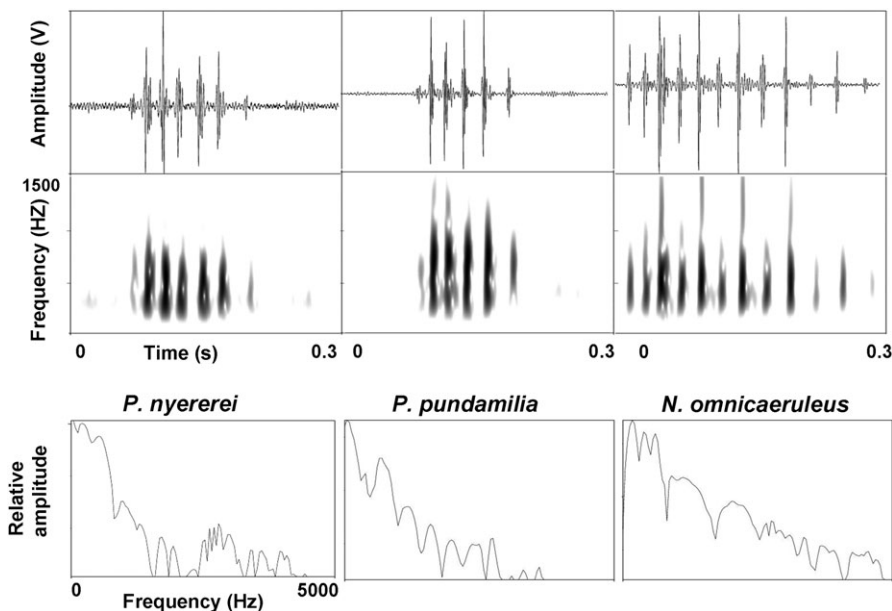 Amplitude (V)
1500
Frequency (HZ)
0 Time (s) 0.3 0 0.3 0 0.3
P. nyererei P. pundamilia N. omnicaeruleus
Relative
amplitude
0 5000
Frequency (Hz)